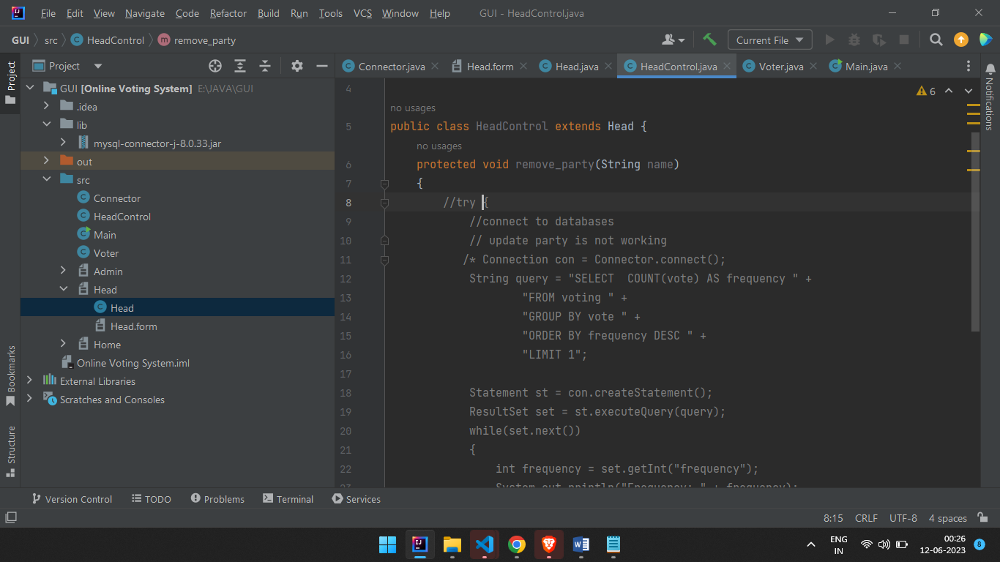 File Edit View Navigate Code Refactor Build Run Tools VCS Window Help GUI - HeadControl.java
GUI src HeadControl remove_party Current File
Project
Connector.java Head.form Head.java HeadControl.java Voter.java Main.java
Project
Bookmarks
Structure
Notifications
GUI [Online Voting System] E:\JAVA\GUI
.idea
lib
mysql-connector-j-8.0.33.jar
out
src
Connector
HeadControl
Main
Voter
Admin
Head
Head
Head.form
Home
Online Voting System.iml
External Libraries
Scratches and Consoles
6
4
no usages
5 public class HeadControl extends Head {
no usages
6 protected void remove_party(String name)
7 {
8 //try {
9 //connect to databases
10 // update party is not working
11 /* Connection con = Connector.connect();
12 String query = "SELECT  COUNT(vote) AS frequency " +
13 "FROM voting " +
14 "GROUP BY vote " +
15 "ORDER BY frequency DESC " +
16 "LIMIT 1";
17
18 Statement st = con.createStatement();
19 ResultSet set = st.executeQuery(query);
20 while(set.next())
21 {
22 int frequency = set.getInt("frequency");
23 System.out.println("Frequency: " + frequency);
Version Control TODO Problems Terminal Services
8:15 CRLF UTF-8 4 spaces
ENG
IN
00:26
12-06-2023
8